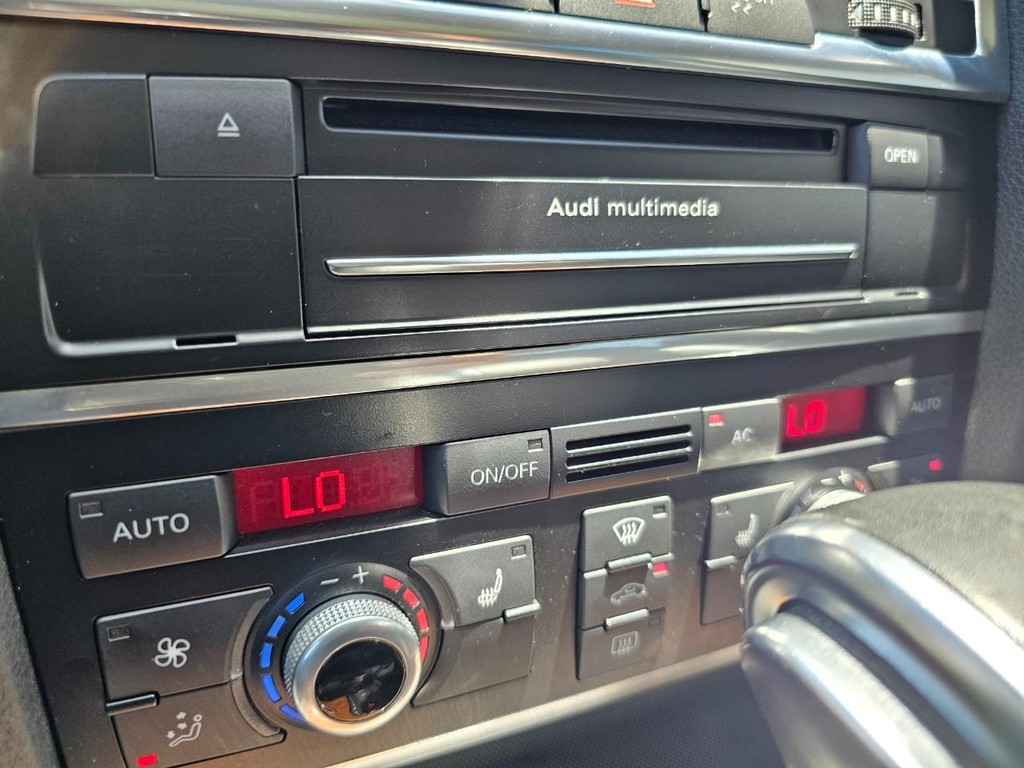 OPEN
Audi multimedia
AUTO
LO
ON/OFF
AC
LO
AUTO
- +